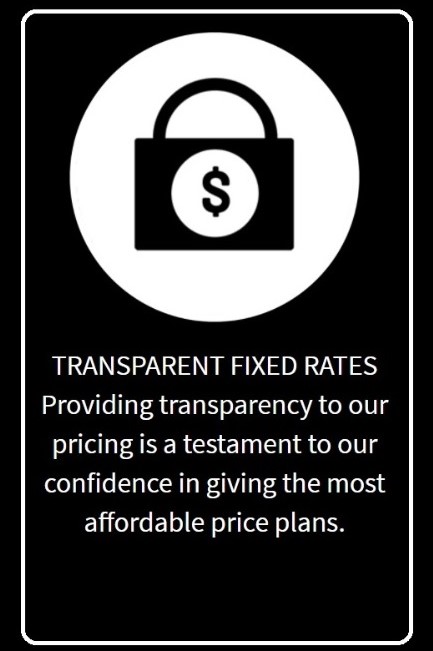 $
TRANSPARENT FIXED RATES
Providing transparency to our
pricing is a testament to our
confidence in giving the most
affordable price plans.